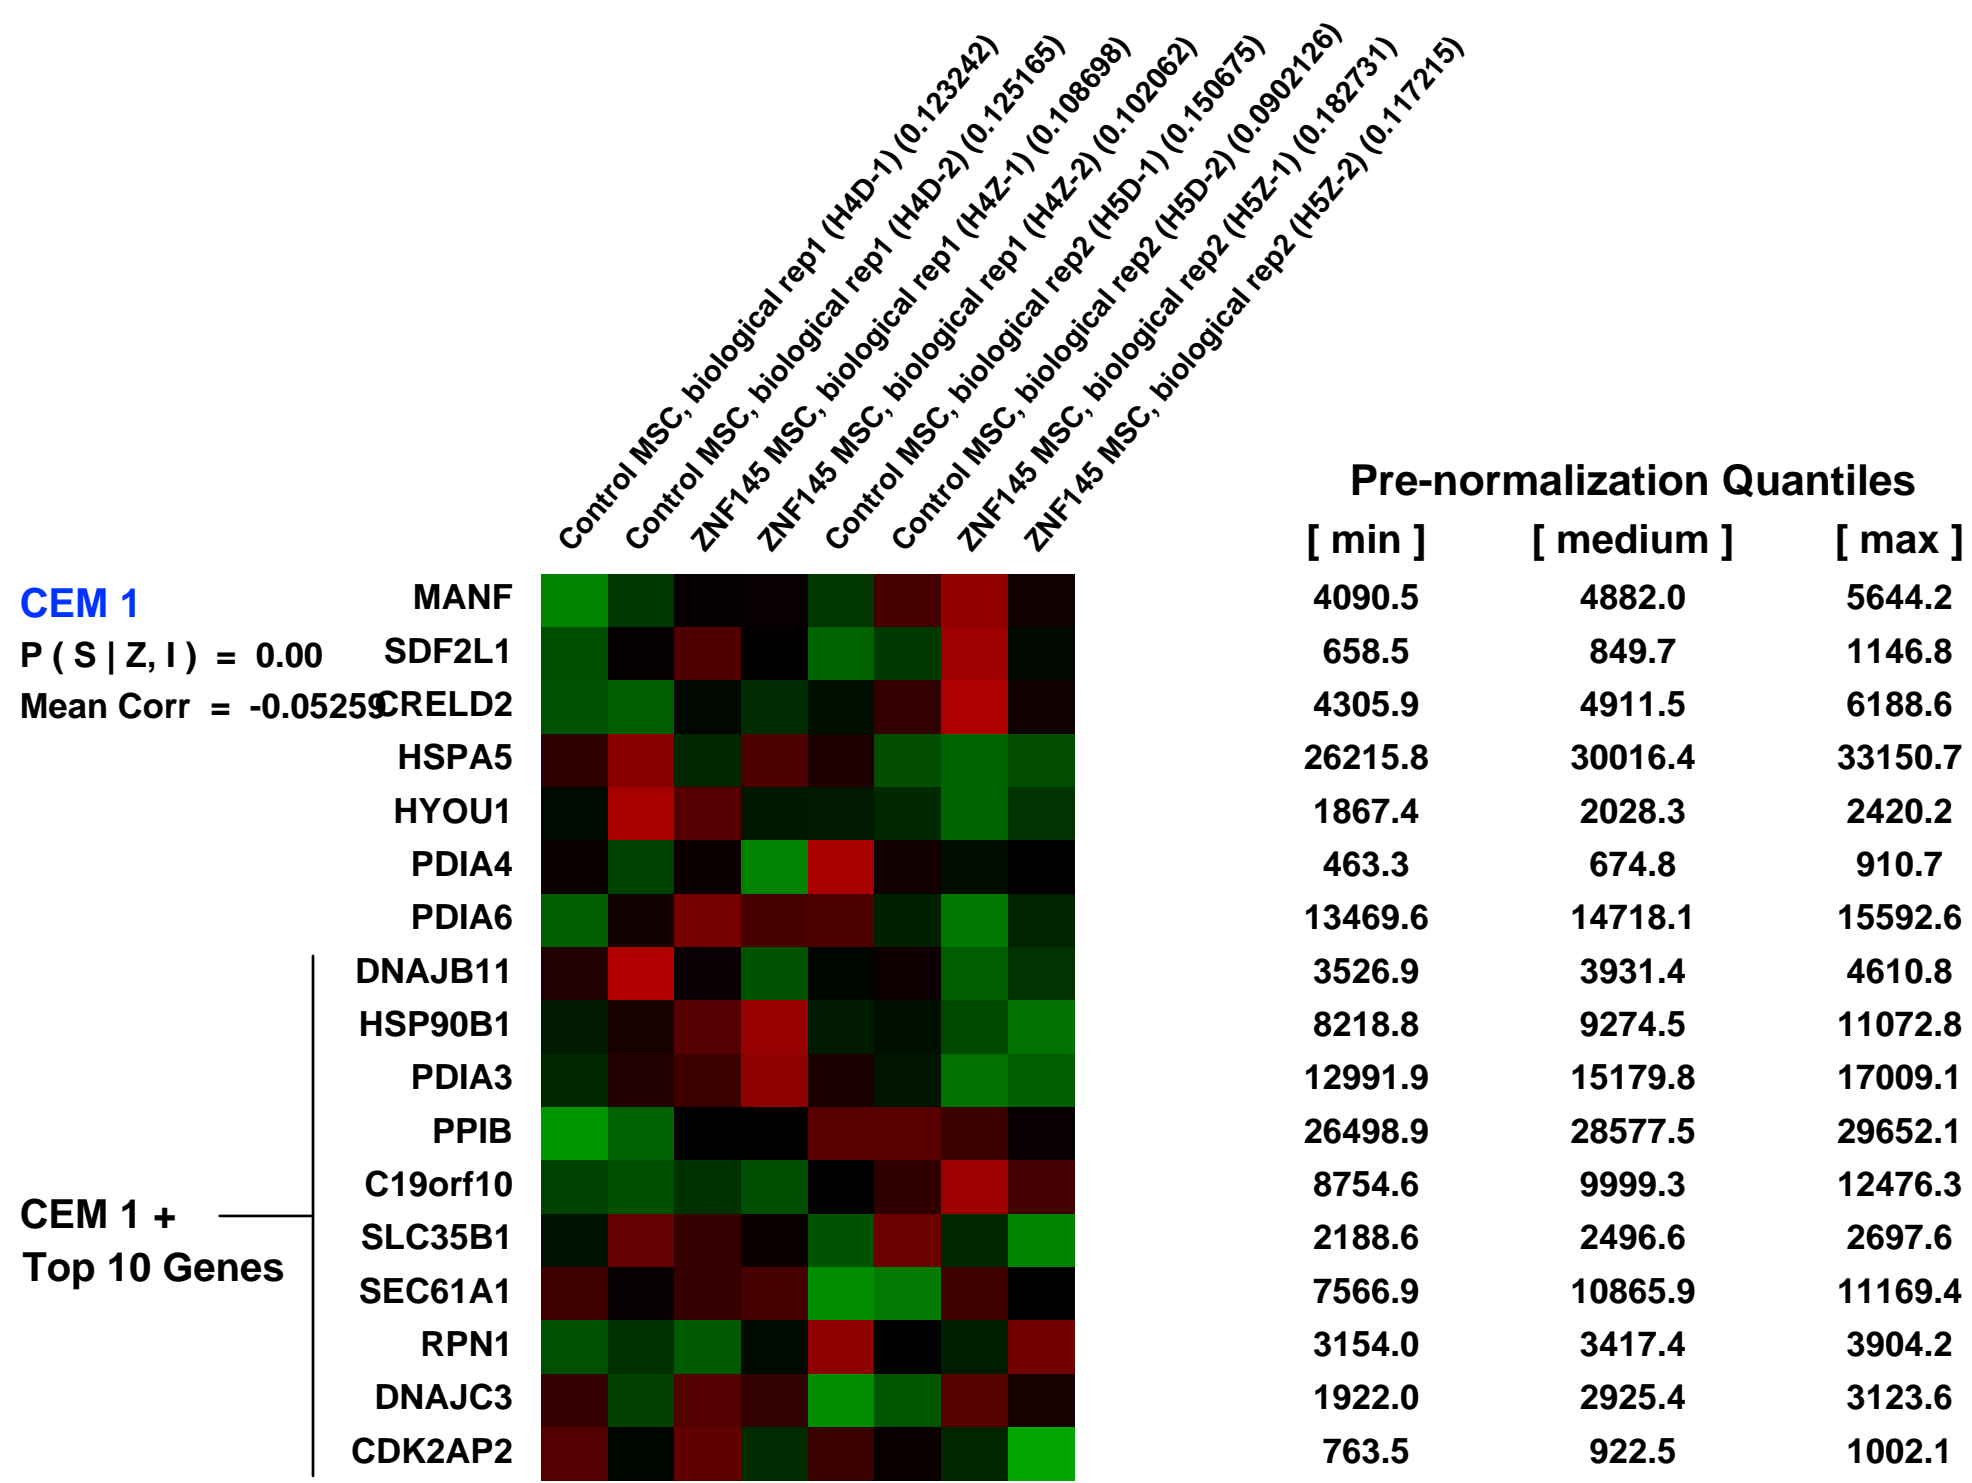 Control MSC, biological rep1 (H4D-1) (0.123242)
Control MSC, biological rep1 (H4D-2) (0.125165)
ZNF145 MSC, biological rep1 (H4Z-1) (0.108698)
ZNF145 MSC, biological rep1 (H4Z-2) (0.102062)
Control MSC, biological rep2 (H5D-1) (0.150675)
Control MSC, biological rep2 (H5D-2) (0.0902126)
ZNF145 MSC, biological rep2 (H5Z-1) (0.182731)
ZNF145 MSC, biological rep2 (H5Z-2) (0.117215)
Pre-normalization Quantiles
[ min ] [ medium ] [ max ]
CEM 1
P ( S | Z, I ) = 0.00
Mean Corr = -0.05259
MANF 4090.5 4882.0 5644.2
SDF2L1 658.5 849.7 1146.8
CRELD2 4305.9 4911.5 6188.6
HSPA5 26215.8 30016.4 33150.7
HYOU1 1867.4 2028.3 2420.2
PDIA4 463.3 674.8 910.7
PDIA6 13469.6 14718.1 15592.6
CEM 1 +
Top 10 Genes
DNAJB11 3526.9 3931.4 4610.8
HSP90B1 8218.8 9274.5 11072.8
PDIA3 12991.9 15179.8 17009.1
PPIB 26498.9 28577.5 29652.1
C19orf10 8754.6 9999.3 12476.3
SLC35B1 2188.6 2496.6 2697.6
SEC61A1 7566.9 10865.9 11169.4
RPN1 3154.0 3417.4 3904.2
DNAJC3 1922.0 2925.4 3123.6
CDK2AP2 763.5 922.5 1002.1